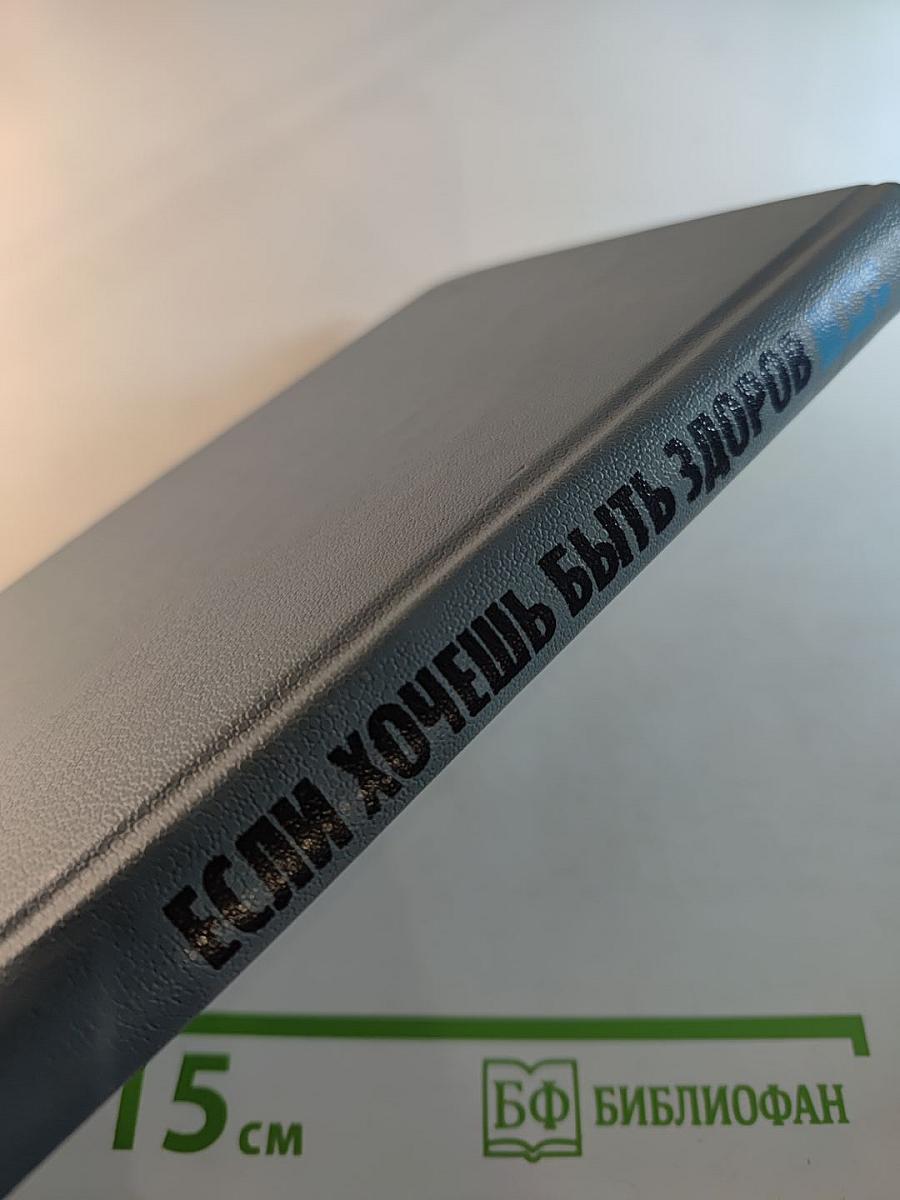 ЕСЛИ ХОЧЕШЬ БЫТЬ ЗДОРОВ
15 см
БФ БИБЛИОФАН